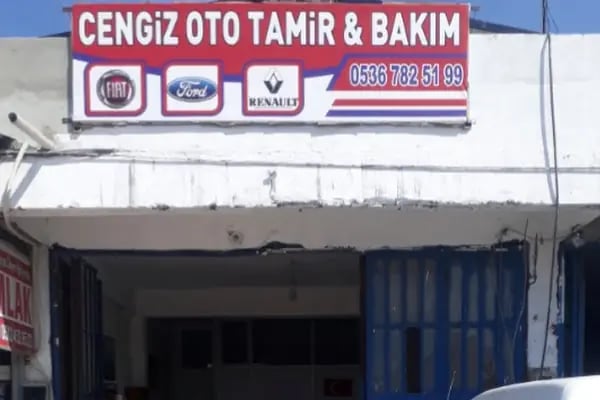 CENGiZ OTO TAMiR & BAKIM
FIAT
Ford
RENAULT
0536 782 51 99